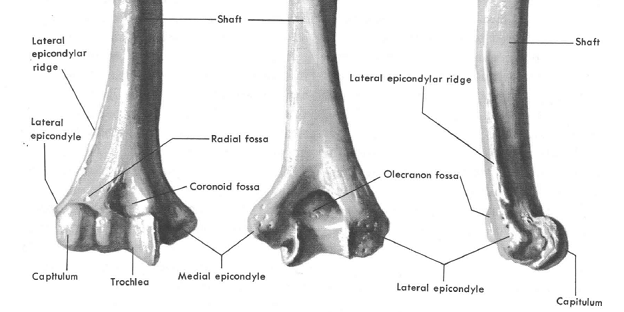 Shaft
Lateral
epicondylar
ridge
Shaft
Lateral epicondylar ridge
Lateral
epicondyle
Radial fossa
Olecranon fossa
Coronoid fossa
Capitulum
Trochlea
Medial epicondyle
Lateral epicondyle
Capitulum